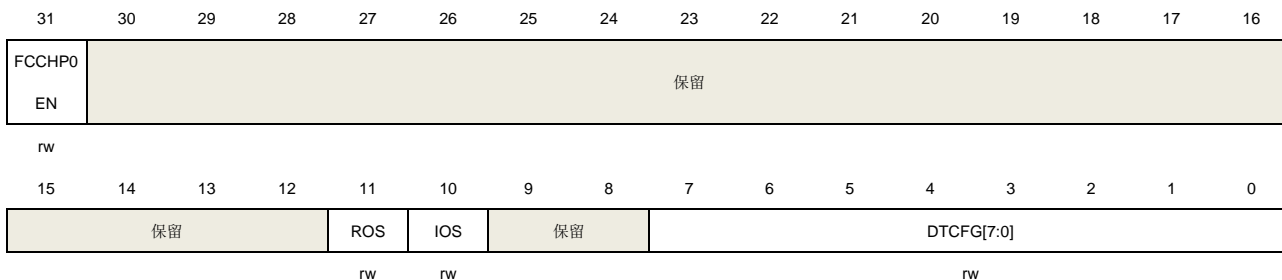 31 30 29 28 27 26 25 24 23 22 21 20 19 18 17 16
FCCHP0
EN
保留
rw
15 14 13 12 11 10 9 8 7 6 5 4 3 2 1 0
保留 ROS IOS 保留 DTCFG[7:0]
rw rw rw